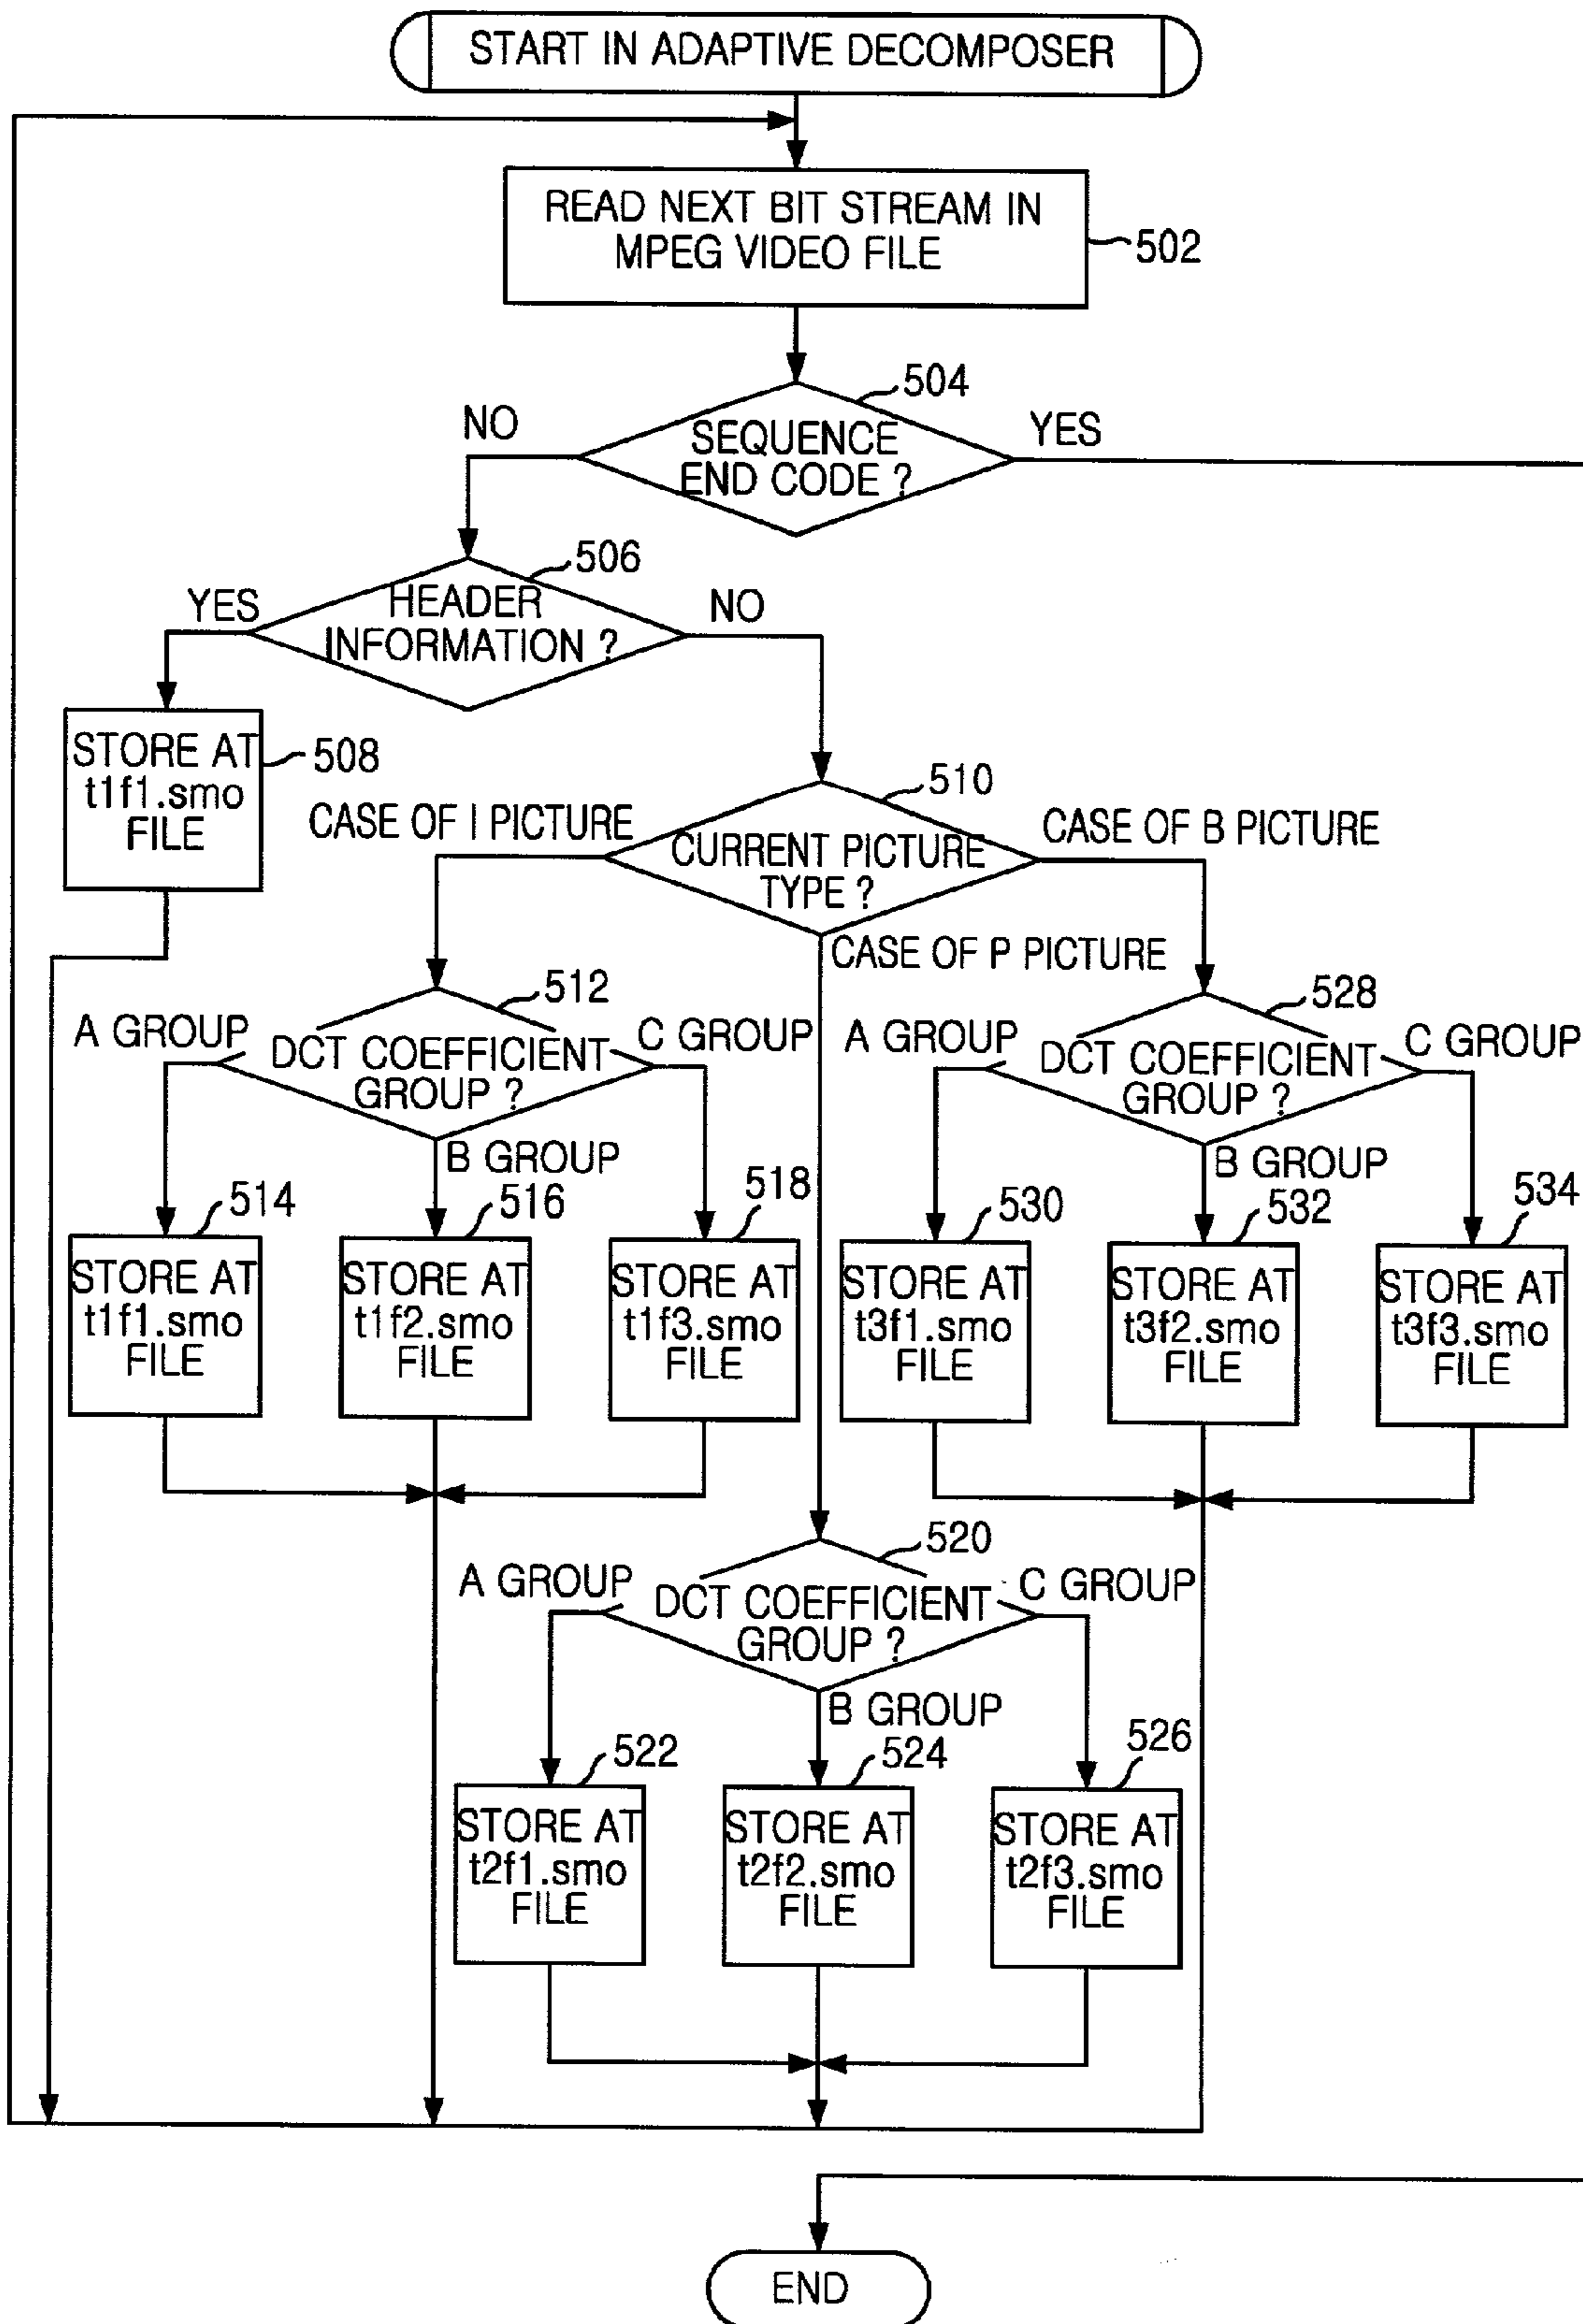 START IN ADAPTIVE DECOMPOSER
READ NEXT BIT STREAM IN
MPEG VIDEO FILE
502
504
NO
SEQUENCE
END CODE ?
YES
506
YES
HEADER
INFORMATION ?
NO
STORE AT
t1f1.smo
FILE
508
510
CASE OF I PICTURE
CURRENT PICTURE
TYPE ?
CASE OF B PICTURE
CASE OF P PICTURE
512
A GROUP
DCT COEFFICIENT
GROUP ?
C GROUP
B GROUP
528
A GROUP
DCT COEFFICIENT
GROUP ?
C GROUP
B GROUP
514
STORE AT
t1f1.smo
FILE
516
STORE AT
t1f2.smo
FILE
518
STORE AT
t1f3.smo
FILE
530
STORE AT
t3f1.smo
FILE
532
STORE AT
t3f2.smo
FILE
534
STORE AT
t3f3.smo
FILE
520
A GROUP
DCT COEFFICIENT
GROUP ?
C GROUP
B GROUP
522
STORE AT
t2f1.smo
FILE
524
STORE AT
t2f2.smo
FILE
526
STORE AT
t2f3.smo
FILE
END